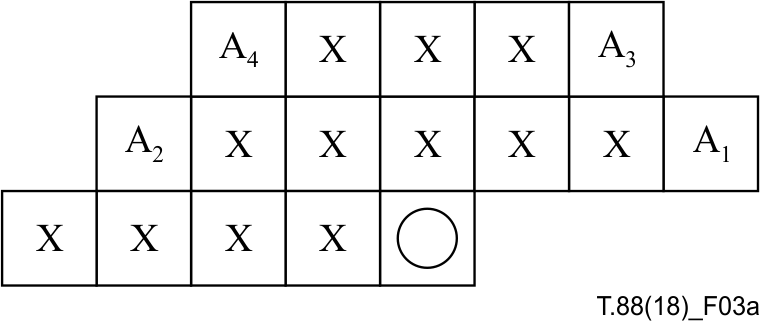 A₄ X X X A₃
A₂ X X X X X A₁
X X X X
T.88(18)_F03a